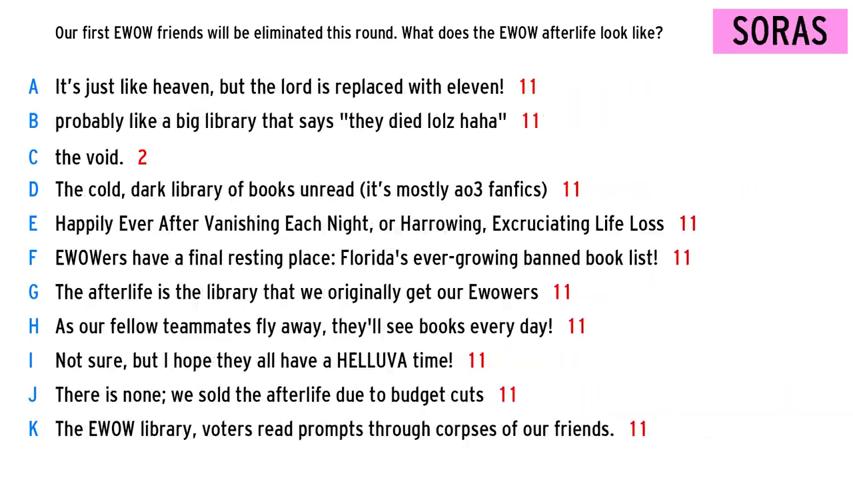 Our first EWOW friends will be eliminated this round. What does the EWOW afterlife look like?
SORAS
A It's just like heaven, but the lord is replaced with eleven! 11
B probably like a big library that says "they died lolz haha" 11
C the void. 2
D The cold, dark library of books unread (it's mostly ao3 fanfics) 11
E Happily Ever After Vanishing Each Night, or Harrowing, Excruciating Life Loss 11
F EWOWers have a final resting place: Florida's ever-growing banned book list! 11
G The afterlife is the library that we originally get our Ewowers 11
H As our fellow teammates fly away, they'll see books every day! 11
I Not sure, but I hope they all have a HELLUVA time! 11
J There is none; we sold the afterlife due to budget cuts 11
K The EWOW library, voters read prompts through corpses of our friends. 11